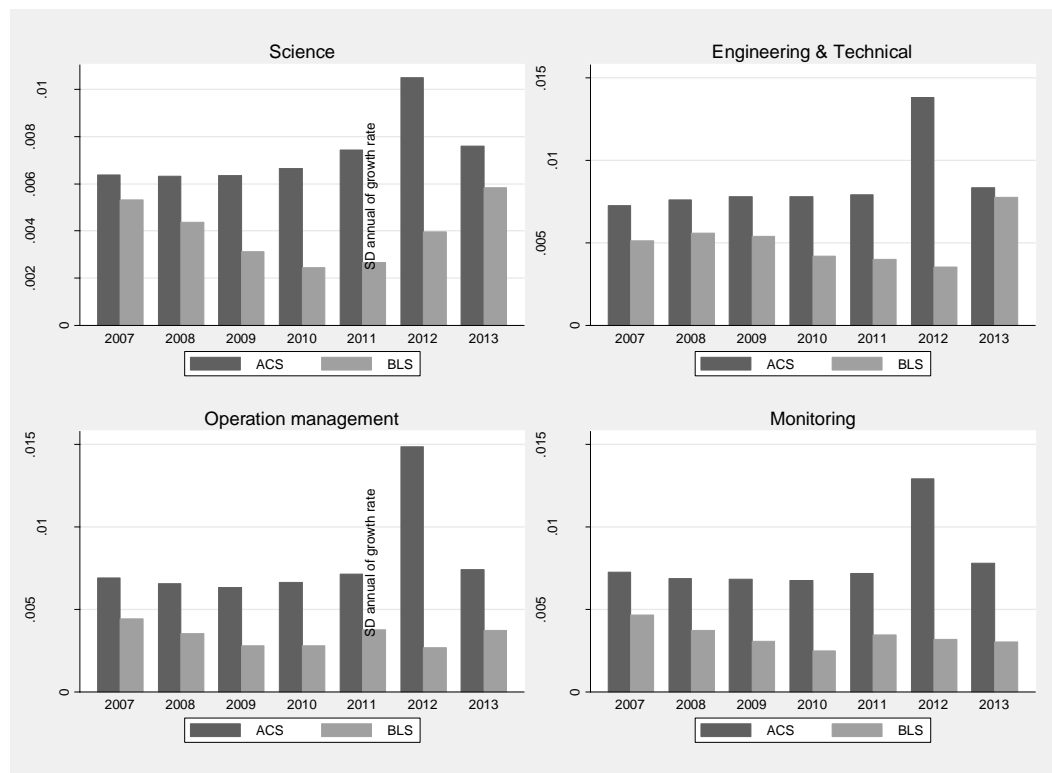 Science
SD annual of growth rate
.01
.008
.006
.004
.002
0
2007 2008 2009 2010 2011 2012 2013
ACS BLS
Engineering & Technical
.015
.01
.005
0
2007 2008 2009 2010 2011 2012 2013
ACS BLS
Operation management
SD annual of growth rate
.015
.01
.005
0
2007 2008 2009 2010 2011 2012 2013
ACS BLS
Monitoring
.015
.01
.005
0
2007 2008 2009 2010 2011 2012 2013
ACS BLS